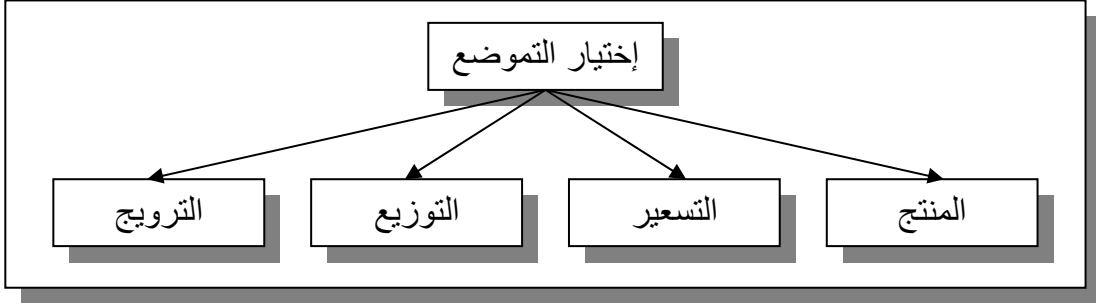 إختيار التموضع
المنتج
التسعير
التوزيع
الترويج